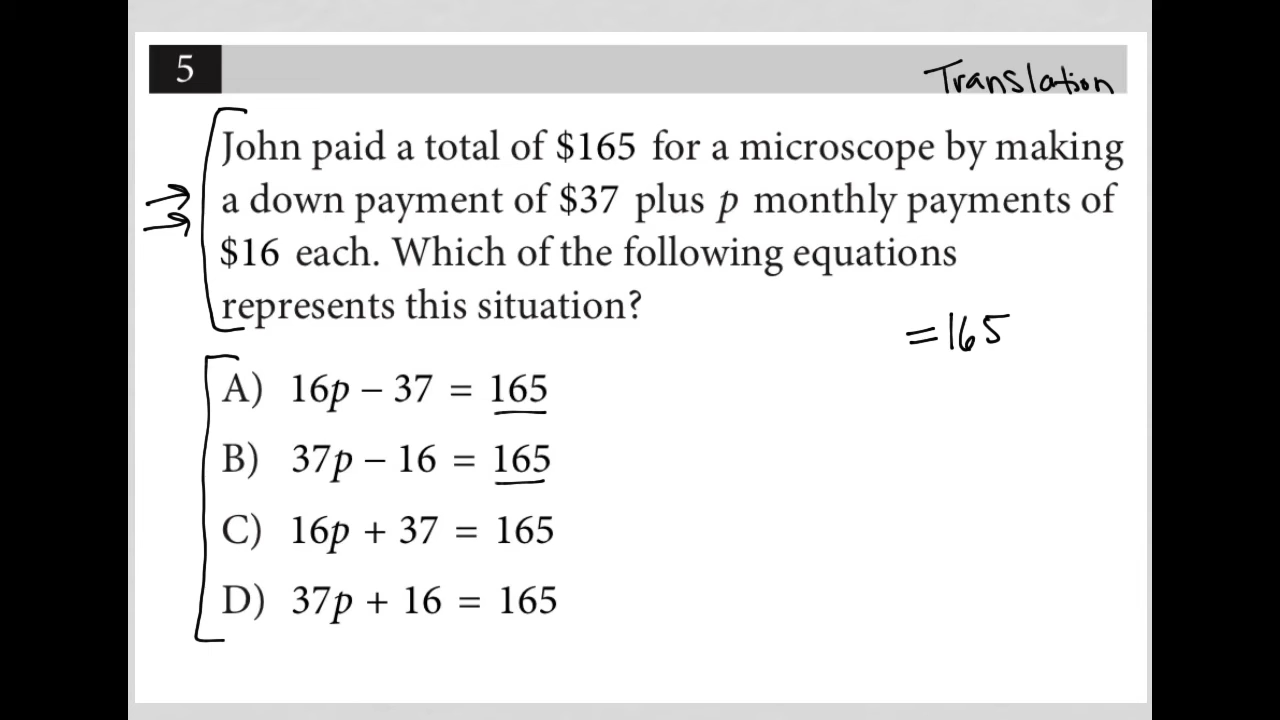 5
Translation
John paid a total of $165 for a microscope by making
a down payment of $37 plus p monthly payments of
$16 each. Which of the following equations
represents this situation?
=165
A) 16p − 37 = 165
B) 37p − 16 = 165
C) 16p + 37 = 165
D) 37p + 16 = 165